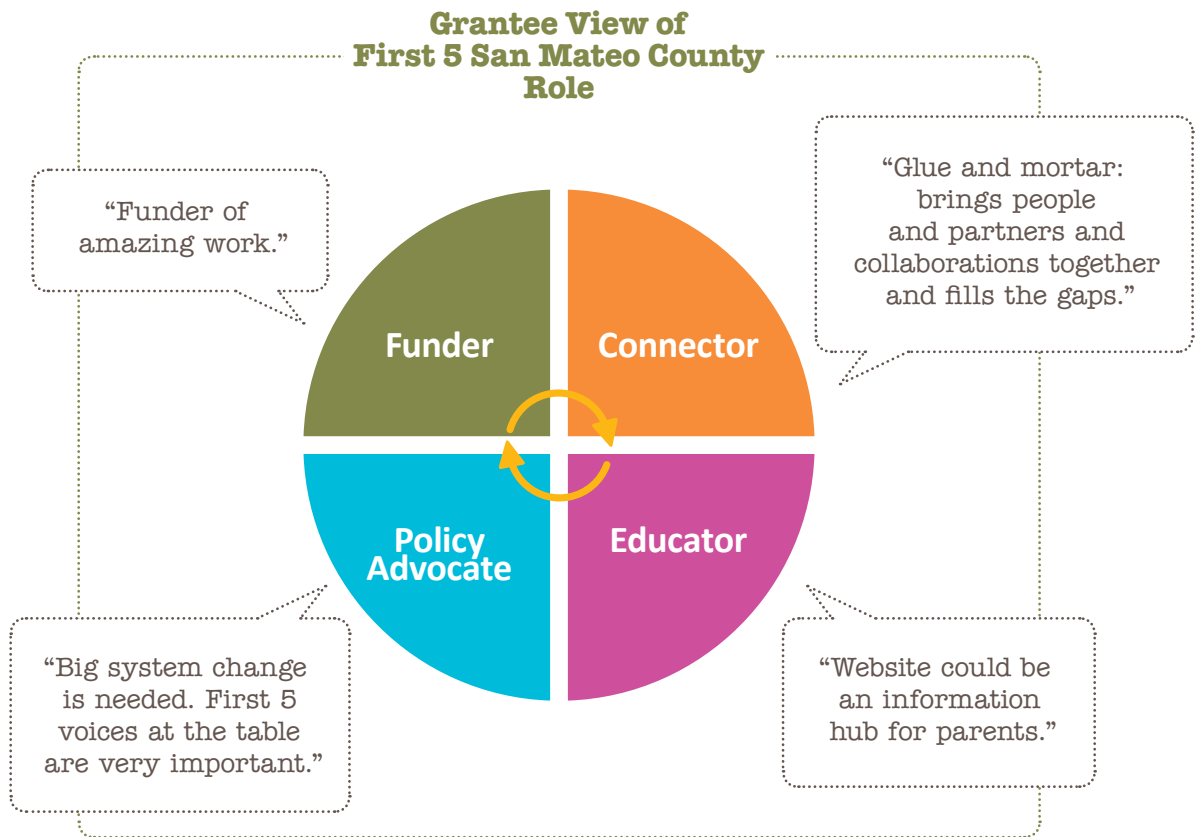 Grantee View of
First 5 San Mateo County
Role
“Funder of
amazing work.”
“Glue and mortar:
brings people
and partners and
collaborations together
and fills the gaps.”
Funder
Connector
Policy
Advocate
Educator
“Big system change
is needed. First 5
voices at the table
are very important.”
“Website could be
an information
hub for parents.”